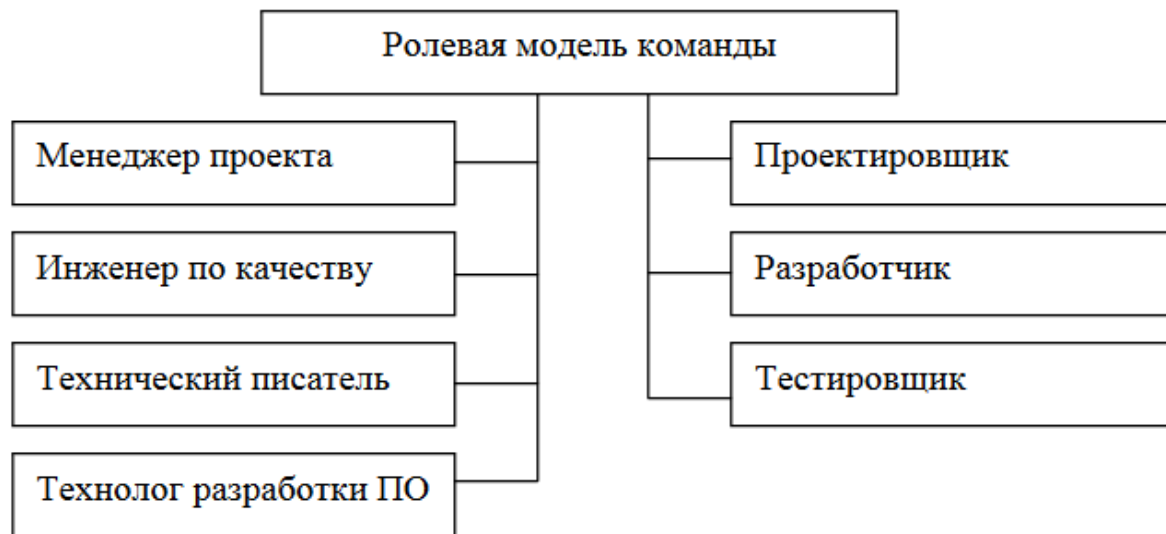 Ролевая модель команды
Менеджер проекта
Инженер по качеству
Технический писатель
Технолог разработки ПО
Проектировщик
Разработчик
Тестировщик